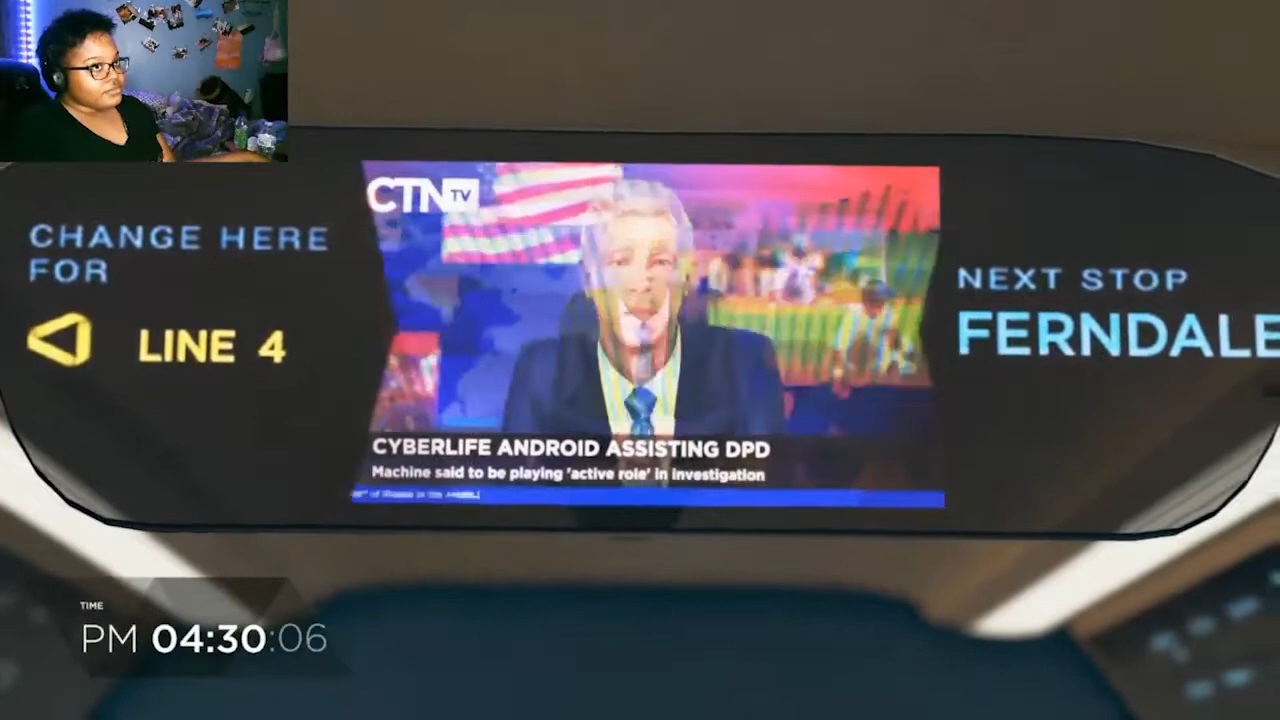 CTN TV
CHANGE HERE
FOR
LINE 4
NEXT STOP
FERNDALE
CYBERLIFE ANDROID ASSISTING DPD
Machine said to be playing 'active role' in investigation
TIME
PM 04:30:06